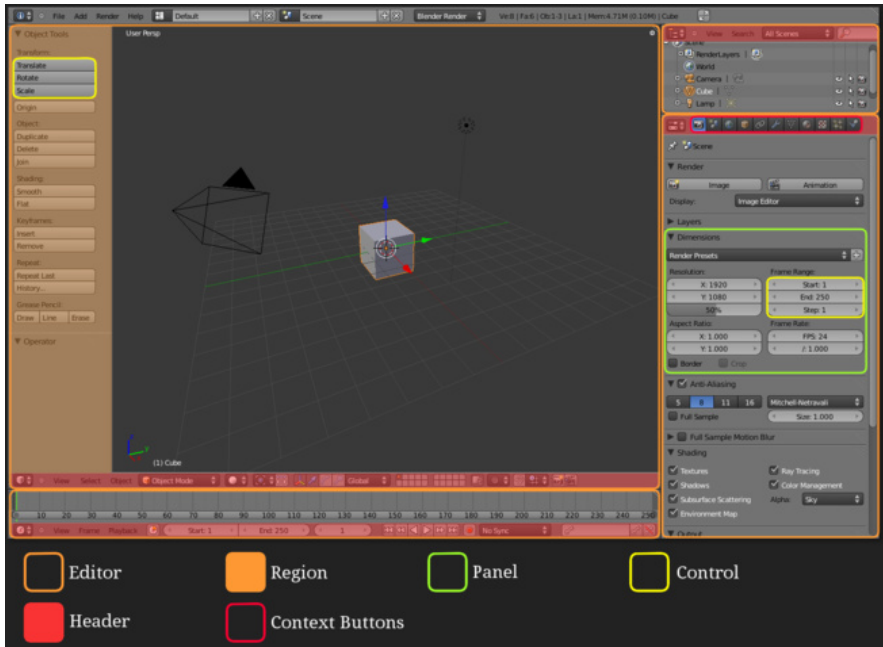 File Add Render Help Default Scene Blender Render Ve:8 | Fa:6 | Ob:1-3 | La:1 | Mem:4.71M (0.10M) | Cube
Object Tools
Transform:
Translate
Rotate
Scale
Origin
Object:
Duplicate
Delete
Join
Shading:
Smooth
Flat
Keyframes:
Insert
Remove
Repeat:
Repeat Last
History...
Grease Pencil:
Draw Line Erase
Operator
User Persp
(1) Cube
View Select Object Object Mode Global
10 20 30 40 50 60 70 80 90 100 110 120 130 140 150 160 170 180 190 200 210 220 230 240 250
View Frame Playback Start: 1 End: 250 1 No Sync
View Search All Scenes
Scene
RenderLayers
World
Camera
Cube
Lamp
Scene
Render
Image Animation
Display: Image Editor
Layers
Dimensions
Render Presets
Resolution: Frame Range:
X: 1920 Start: 1
Y: 1080 End: 250
50% Step: 1
Aspect Ratio: Frame Rate:
X: 1.000 FPS: 24
Y: 1.000 /: 1.000
Border Crop
Anti-Aliasing
5 8 11 16 Mitchell-Netravali
Full Sample Size: 1.000
Full Sample Motion Blur
Shading
Textures Ray Tracing
Shadows Color Management
Subsurface Scattering Alpha: Sky
Environment Map
Output
Editor Region Panel Control
Header Context Buttons